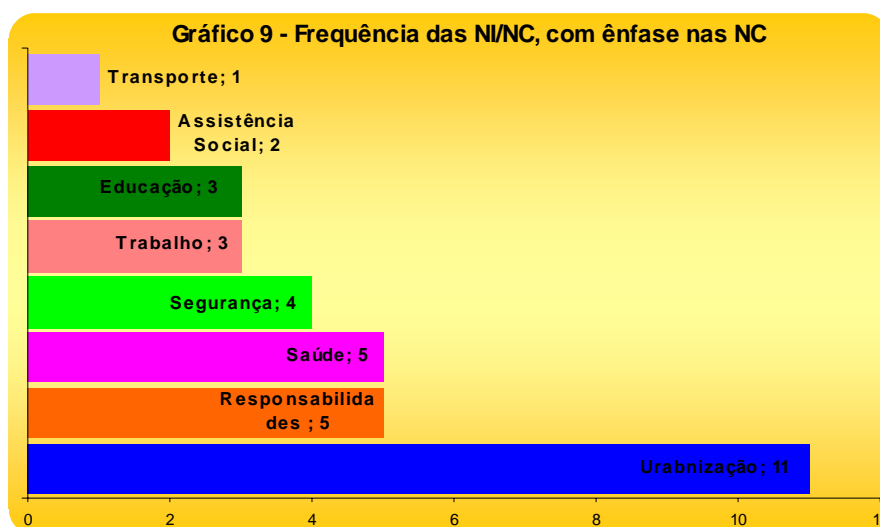 Gráfico 9 - Frequência das NI/NC, com ênfase nas NC
Transporte; 1
Assistência
Social; 2
Educação; 3
Trabalho; 3
Segurança; 4
Saúde; 5
Responsabilida
des ; 5
Urabnização; 11
0 2 4 6 8 10